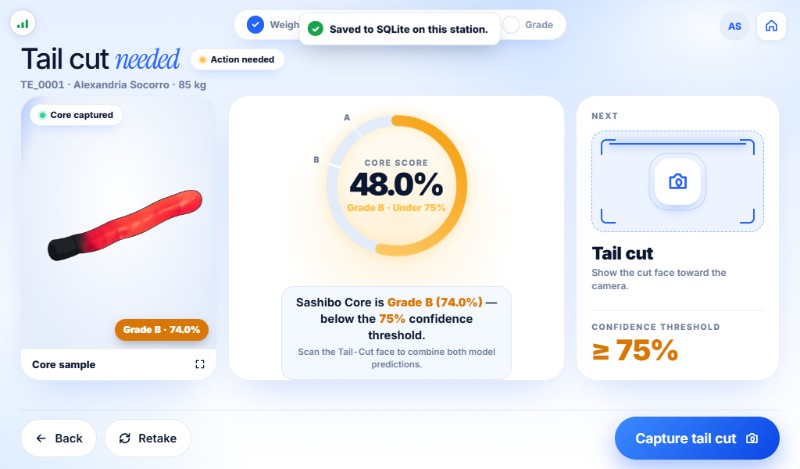 Weigh
Saved to SQLite on this station.
Grade
AS
Tail cut needed
Action needed
TE_0001 · Alexandria Socorro · 85 kg
Core captured
Grade B · 74.0%
Core sample
A
B
CORE SCORE
48.0%
Grade B · Under 75%
Sashibo Core is Grade B (74.0%) —
below the 75% confidence
threshold.
Scan the Tail-Cut face to combine both model
predictions.
NEXT
Tail cut
Show the cut face toward the
camera.
CONFIDENCE THRESHOLD
≥ 75%
Back
Retake
Capture tail cut